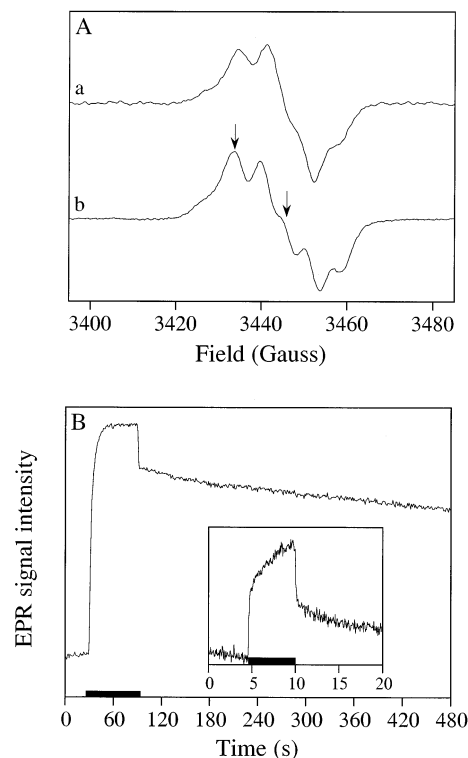 A
a
b
3400 3420 3440 3460 3480
Field (Gauss)
B
EPR signal intensity
0 5 10 15 20
0 60 120 180 240 300 360 420 480
Time (s)